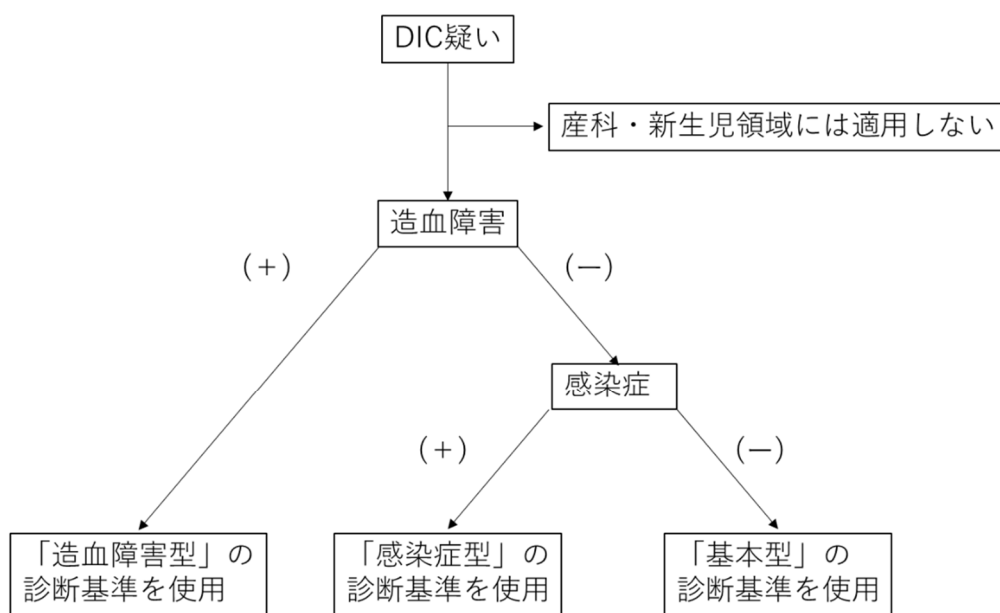 DIC疑い
産科・新生児領域には適用しない
造血障害
(+)
(ー)
感染症
(+)
(ー)
「造血障害型」の
診断基準を使用
「感染症型」の
診断基準を使用
「基本型」の
診断基準を使用